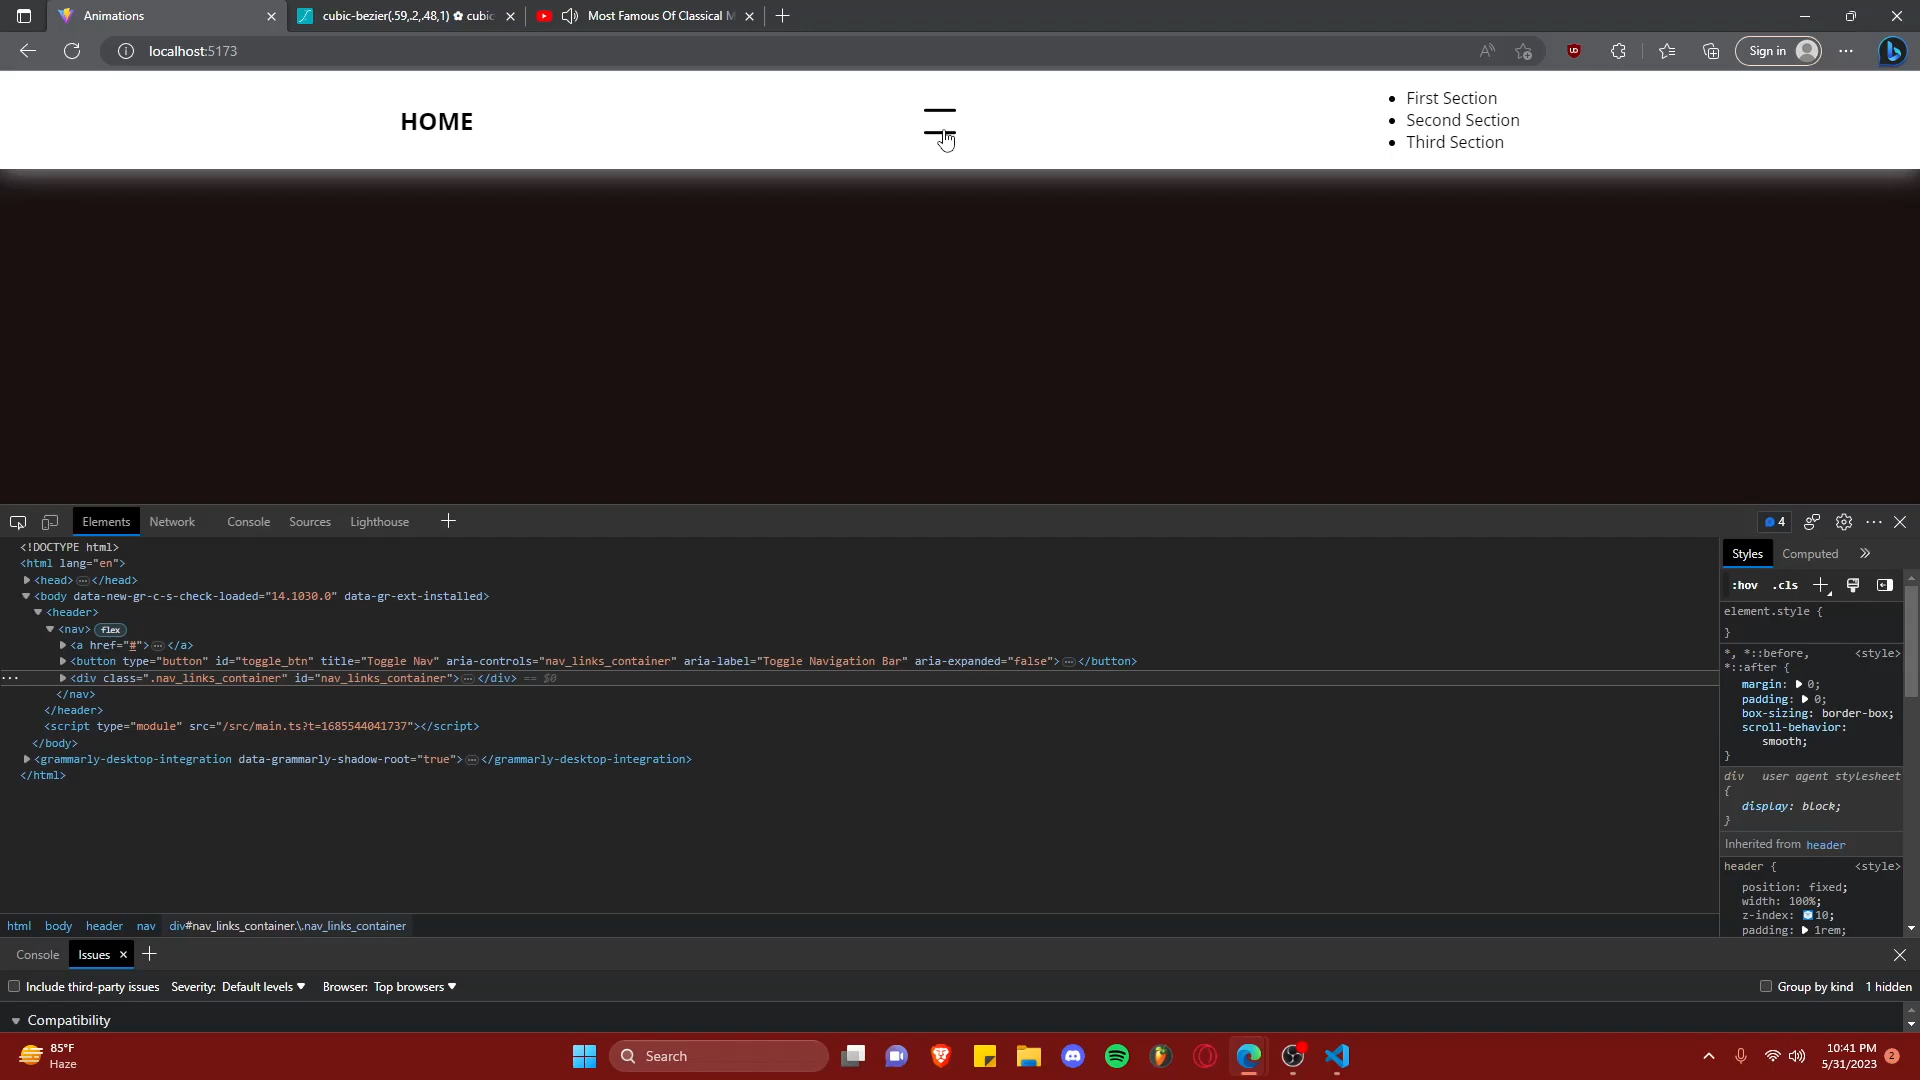 Animations
cubic-bezier(.59,.2,.48,1) ✿ cubic
Most Famous Of Classical M
localhost:5173
Sign in
HOME
First Section
Second Section
Third Section
Elements
Network
Console
Sources
Lighthouse
4
<!DOCTYPE html>
<html lang="en">
<head>…</head>
<body data-new-gr-c-s-check-loaded="14.1030.0" data-gr-ext-installed>
<header>
<nav> flex
<a href="#">…</a>
<button type="button" id="toggle_btn" title="Toggle Nav" aria-controls="nav_links_container" aria-label="Toggle Navigation Bar" aria-expanded="false">…</button>
<div class=".nav_links_container" id="nav_links_container">…</div> == $0
</nav>
</header>
<script type="module" src="/src/main.ts?t=1685544041737"></script>
</body>
<grammarly-desktop-integration data-grammarly-shadow-root="true">…</grammarly-desktop-integration>
</html>
Styles
Computed
:hov .cls
element.style {
}
*, *::before, <style>
*::after {
margin: 0;
padding: 0;
box-sizing: border-box;
scroll-behavior:
smooth;
}
div user agent stylesheet
{
display: block;
}
Inherited from header
header { <style>
position: fixed;
width: 100%;
z-index: 10;
padding: 1rem;
html body header nav div#nav_links_container.\.nav_links_container
Console
Issues
Include third-party issues
Severity: Default levels
Browser: Top browsers
Group by kind
1 hidden
Compatibility
85°F
Haze
Search
10:41 PM
5/31/2023
2